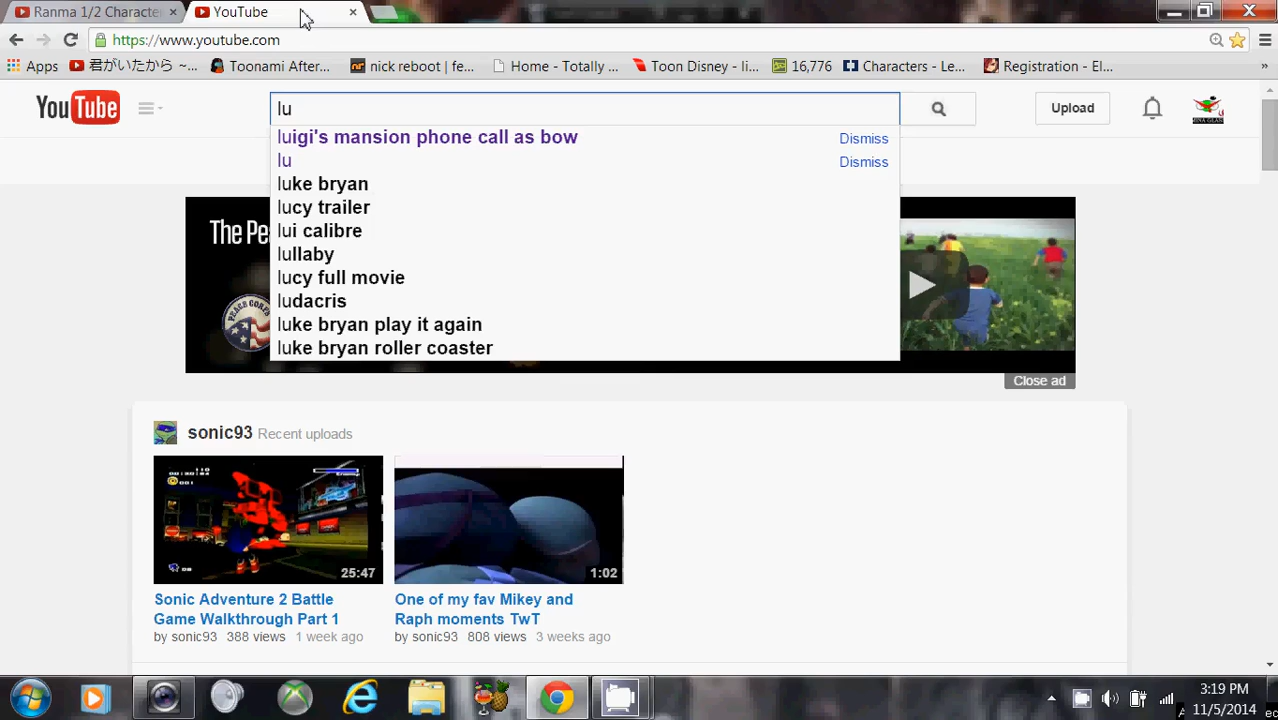 Ranma 1/2 Characte
YouTube
https://www.youtube.com
Apps
君がいたから ~...
Toonami After...
nick reboot | fe...
Home - Totally ...
Toon Disney - li...
16,776
Characters - Le...
Registration - El...
»
YouTube
lu
Upload
luigi's mansion phone call as bow Dismiss
lu Dismiss
luke bryan
lucy trailer
lui calibre
lullaby
lucy full movie
ludacris
luke bryan play it again
luke bryan roller coaster
The Pe
PEACE CORPS
Close ad
sonic93 Recent uploads
25:47
1:02
Sonic Adventure 2 Battle
Game Walkthrough Part 1
by sonic93 388 views 1 week ago
One of my fav Mikey and
Raph moments TwT
by sonic93 808 views 3 weeks ago
3:19 PM
11/5/2014